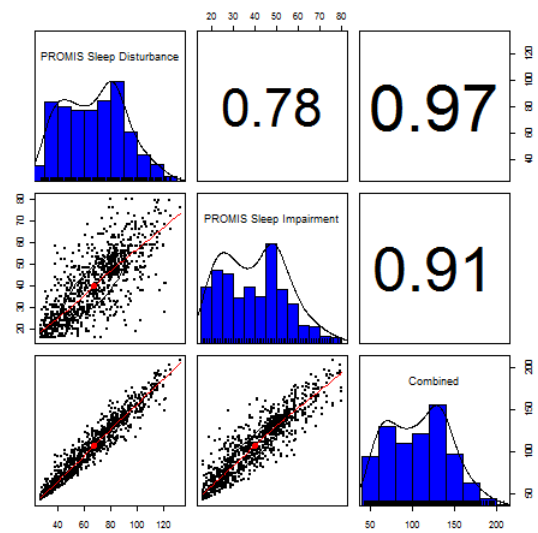 20 30 40 50 60 70 80
PROMIS Sleep Disturbance
0.78
0.97
40 60 80 100 120
20 30 40 50 60 70 80
PROMIS Sleep Impairment
0.91
Combined
50 100 150 200
40 60 80 100 120
50 100 150 200